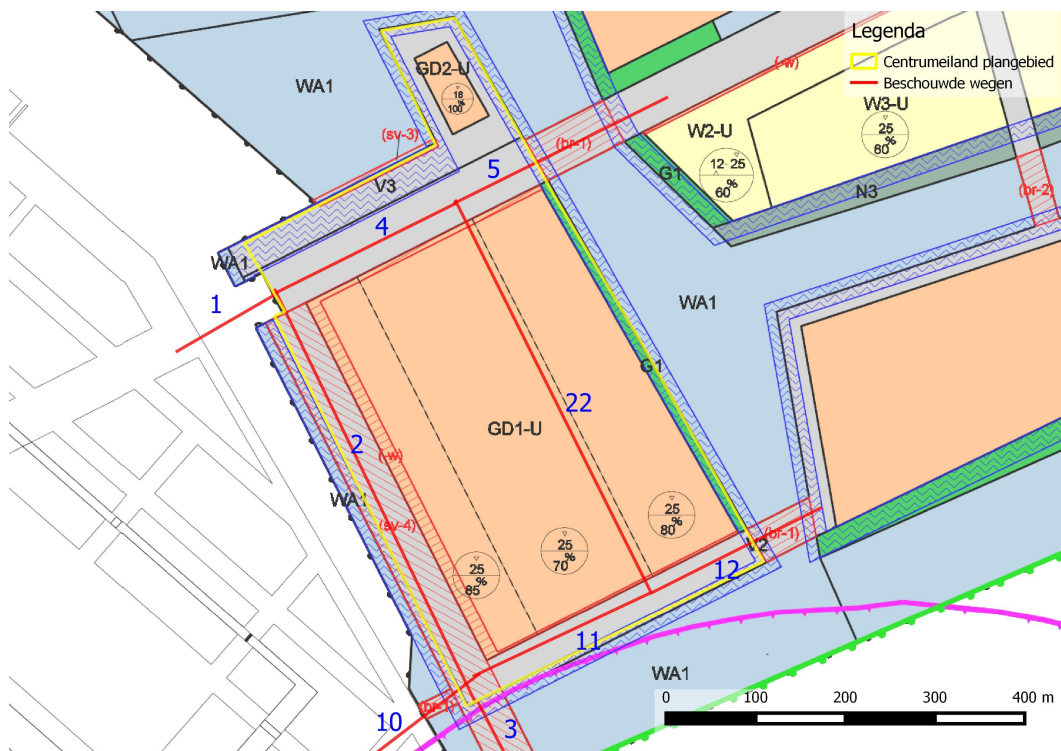 Legenda
Centrumeiland plangebied
Beschouwde wegen
WA1
GD2-U
18
100%
(sv-3)
V3
5
(br-1)
(-w)
W3-U
25
60%
W2-U
12 25
60%
G1
N3
(br-2)
4
WA1
1
WA1
G1
22
GD1-U
2
(-w)
WA1
(sv-4)
25
80%
25
70%
25
85%
(br-1)
12
11
WA1
(br-1)
10
3
0 100 200 300 400 m